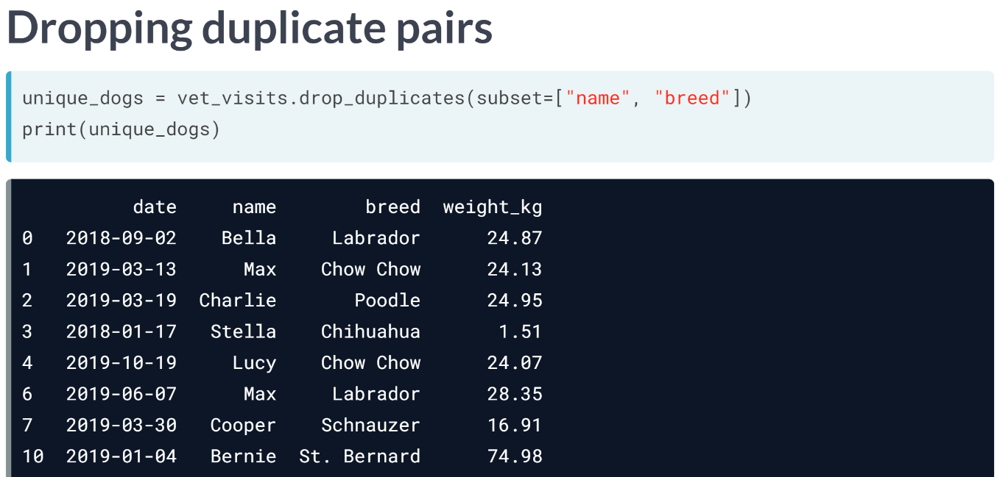 Dropping duplicate pairs
unique_dogs = vet_visits.drop_duplicates(subset=["name", "breed"])
print(unique_dogs)
date name breed weight_kg
0 2018-09-02 Bella Labrador 24.87
1 2019-03-13 Max Chow Chow 24.13
2 2019-03-19 Charlie Poodle 24.95
3 2018-01-17 Stella Chihuahua 1.51
4 2019-10-19 Lucy Chow Chow 24.07
6 2019-06-07 Max Labrador 28.35
7 2019-03-30 Cooper Schnauzer 16.91
10 2019-01-04 Bernie St. Bernard 74.98